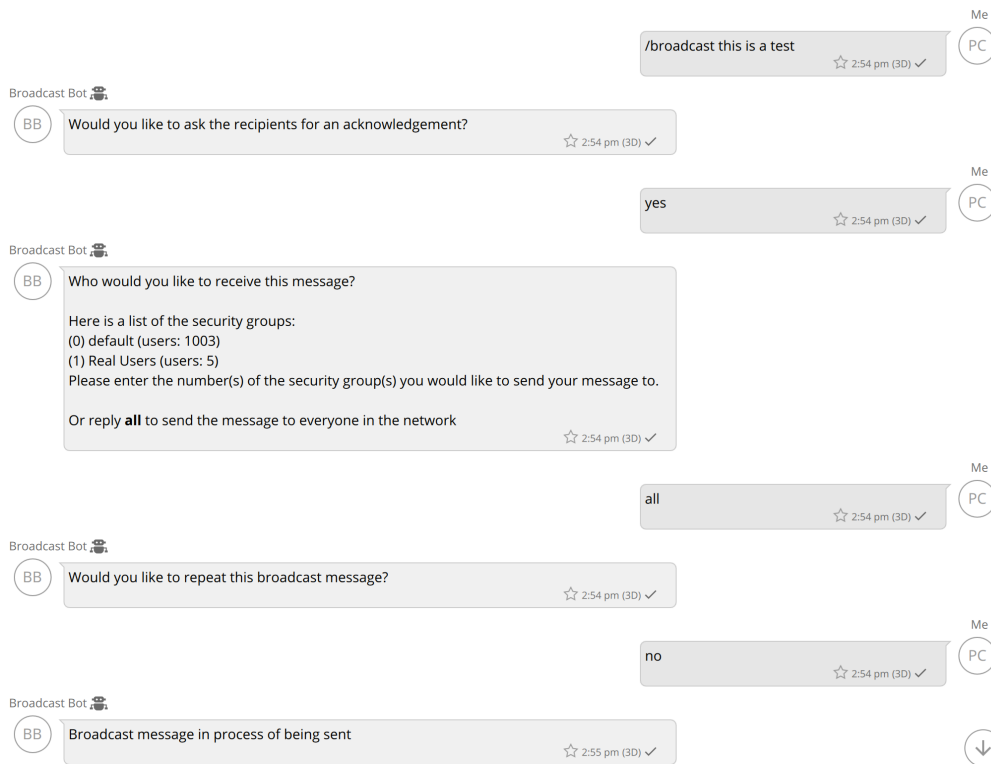 Me
/broadcast this is a test
PC
2:54 pm (3D)
Broadcast Bot
BB
Would you like to ask the recipients for an acknowledgement?
2:54 pm (3D)
Me
yes
PC
2:54 pm (3D)
Broadcast Bot
BB
Who would you like to receive this message?
Here is a list of the security groups:
(0) default (users: 1003)
(1) Real Users (users: 5)
Please enter the number(s) of the security group(s) you would like to send your message to.
Or reply all to send the message to everyone in the network
2:54 pm (3D)
Me
all
PC
2:54 pm (3D)
Broadcast Bot
BB
Would you like to repeat this broadcast message?
2:54 pm (3D)
Me
no
PC
2:54 pm (3D)
Broadcast Bot
BB
Broadcast message in process of being sent
2:55 pm (3D)